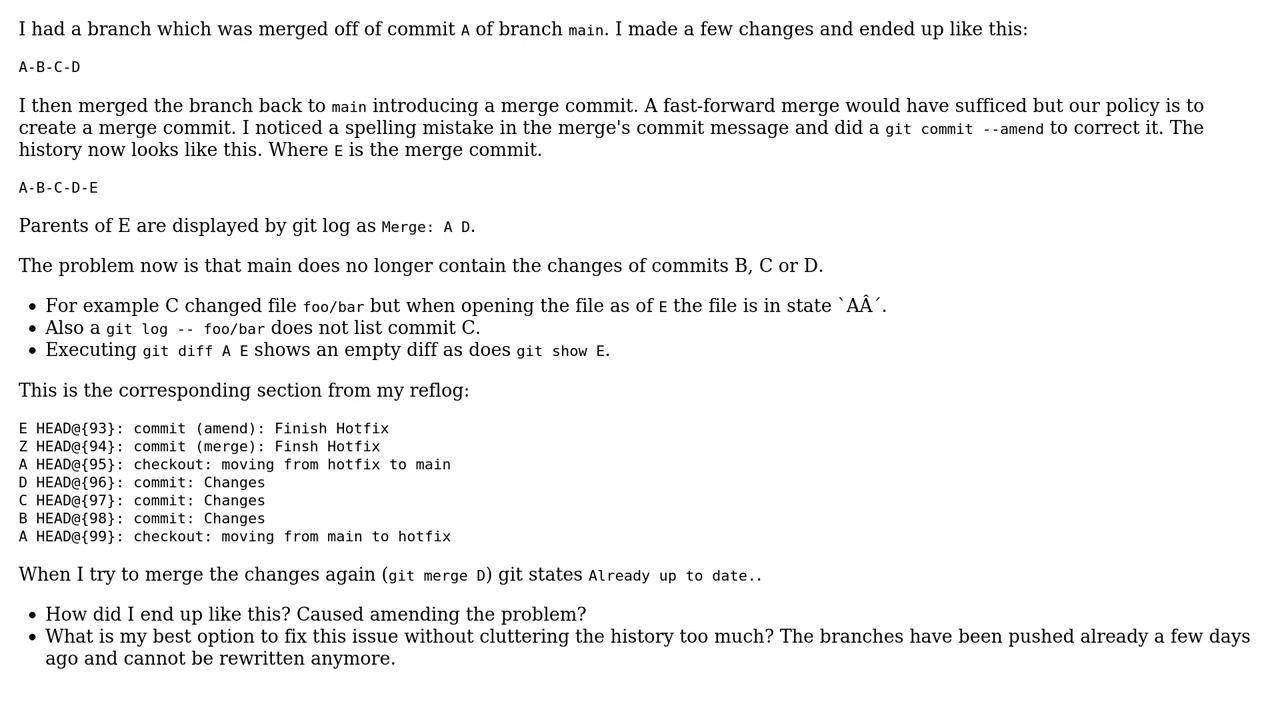 I had a branch which was merged off of commit A of branch main. I made a few changes and ended up like this:
A-B-C-D
I then merged the branch back to main introducing a merge commit. A fast-forward merge would have sufficed but our policy is to
create a merge commit. I noticed a spelling mistake in the merge's commit message and did a git commit --amend to correct it. The
history now looks like this. Where E is the merge commit.
A-B-C-D-E
Parents of E are displayed by git log as Merge: A D.
The problem now is that main does no longer contain the changes of commits B, C or D.
• For example C changed file foo/bar but when opening the file as of E the file is in state `AÂ´.
• Also a git log -- foo/bar does not list commit C.
• Executing git diff A E shows an empty diff as does git show E.
This is the corresponding section from my reflog:
E HEAD@{93}: commit (amend): Finish Hotfix
Z HEAD@{94}: commit (merge): Finsh Hotfix
A HEAD@{95}: checkout: moving from hotfix to main
D HEAD@{96}: commit: Changes
C HEAD@{97}: commit: Changes
B HEAD@{98}: commit: Changes
A HEAD@{99}: checkout: moving from main to hotfix
When I try to merge the changes again (git merge D) git states Already up to date..
• How did I end up like this? Caused amending the problem?
• What is my best option to fix this issue without cluttering the history too much? The branches have been pushed already a few days
ago and cannot be rewritten anymore.